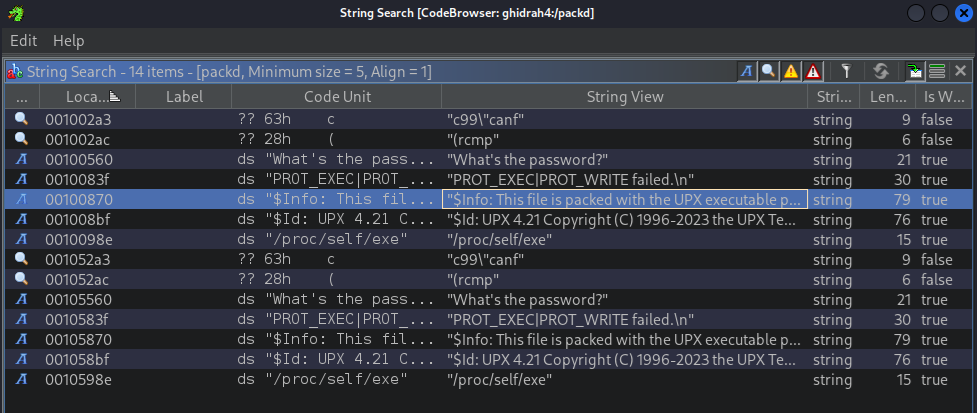 String Search [CodeBrowser: ghidrah4:/packd]
Edit Help
String Search - 14 items - [packd, Minimum size = 5, Align = 1]
... Loca... Label Code Unit String View Stri... Len... Is W...
001002a3 ?? 63h c "c99\"canf" string 9 false
001002ac ?? 28h ( "(rcmp" string 6 false
00100560 ds "What's the pass... "What's the password?" string 21 true
0010083f ds "PROT_EXEC|PROT_... "PROT_EXEC|PROT_WRITE failed.\n" string 30 true
00100870 ds "$Info: This fil... "$Info: This file is packed with the UPX executable p... string 79 true
001008bf ds "$Id: UPX 4.21 C... "$Id: UPX 4.21 Copyright (C) 1996-2023 the UPX Te... string 76 true
0010098e ds "/proc/self/exe" "/proc/self/exe" string 15 true
001052a3 ?? 63h c "c99\"canf" string 9 false
001052ac ?? 28h ( "(rcmp" string 6 false
00105560 ds "What's the pass... "What's the password?" string 21 true
0010583f ds "PROT_EXEC|PROT_... "PROT_EXEC|PROT_WRITE failed.\n" string 30 true
00105870 ds "$Info: This fil... "$Info: This file is packed with the UPX executable p... string 79 true
001058bf ds "$Id: UPX 4.21 C... "$Id: UPX 4.21 Copyright (C) 1996-2023 the UPX Te... string 76 true
0010598e ds "/proc/self/exe" "/proc/self/exe" string 15 true